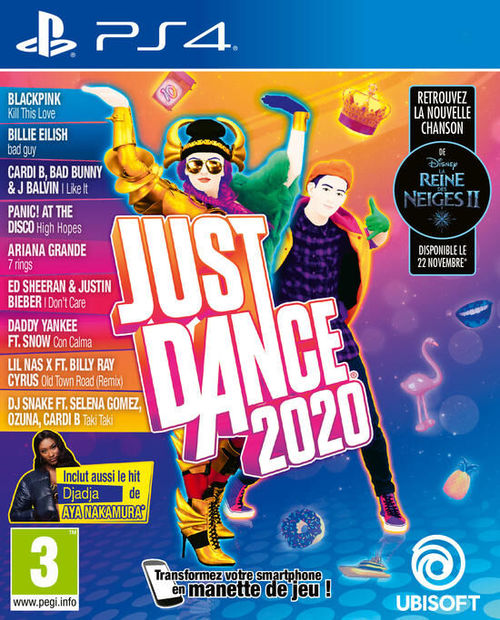 PS4
BLACKPINK
Kill This Love
BILLIE EILISH
bad guy
CARDI B, BAD BUNNY
& J BALVIN I Like It
PANIC! AT THE
DISCO High Hopes
ARIANA GRANDE
7 rings
ED SHEERAN & JUSTIN
BIEBER I Don't Care
DADDY YANKEE
FT. SNOW Con Calma
LIL NAS X FT. BILLY RAY
CYRUS Old Town Road (Remix)
DJ SNAKE FT. SELENA GOMEZ,
OZUNA, CARDI B Taki Taki
Inclut aussi le hit
Djadja de
AYA NAKAMURA*
10
RETROUVEZ
LA NOUVELLE
CHANSON
DE
Disney
LA
REINE
DES
NEIGES II
DISPONIBLE LE
22 NOVEMBRE*
JUST
DANCE®
2020
3
™
www.pegi.info
Transformez votre smartphone
en manette de jeu !
UBISOFT